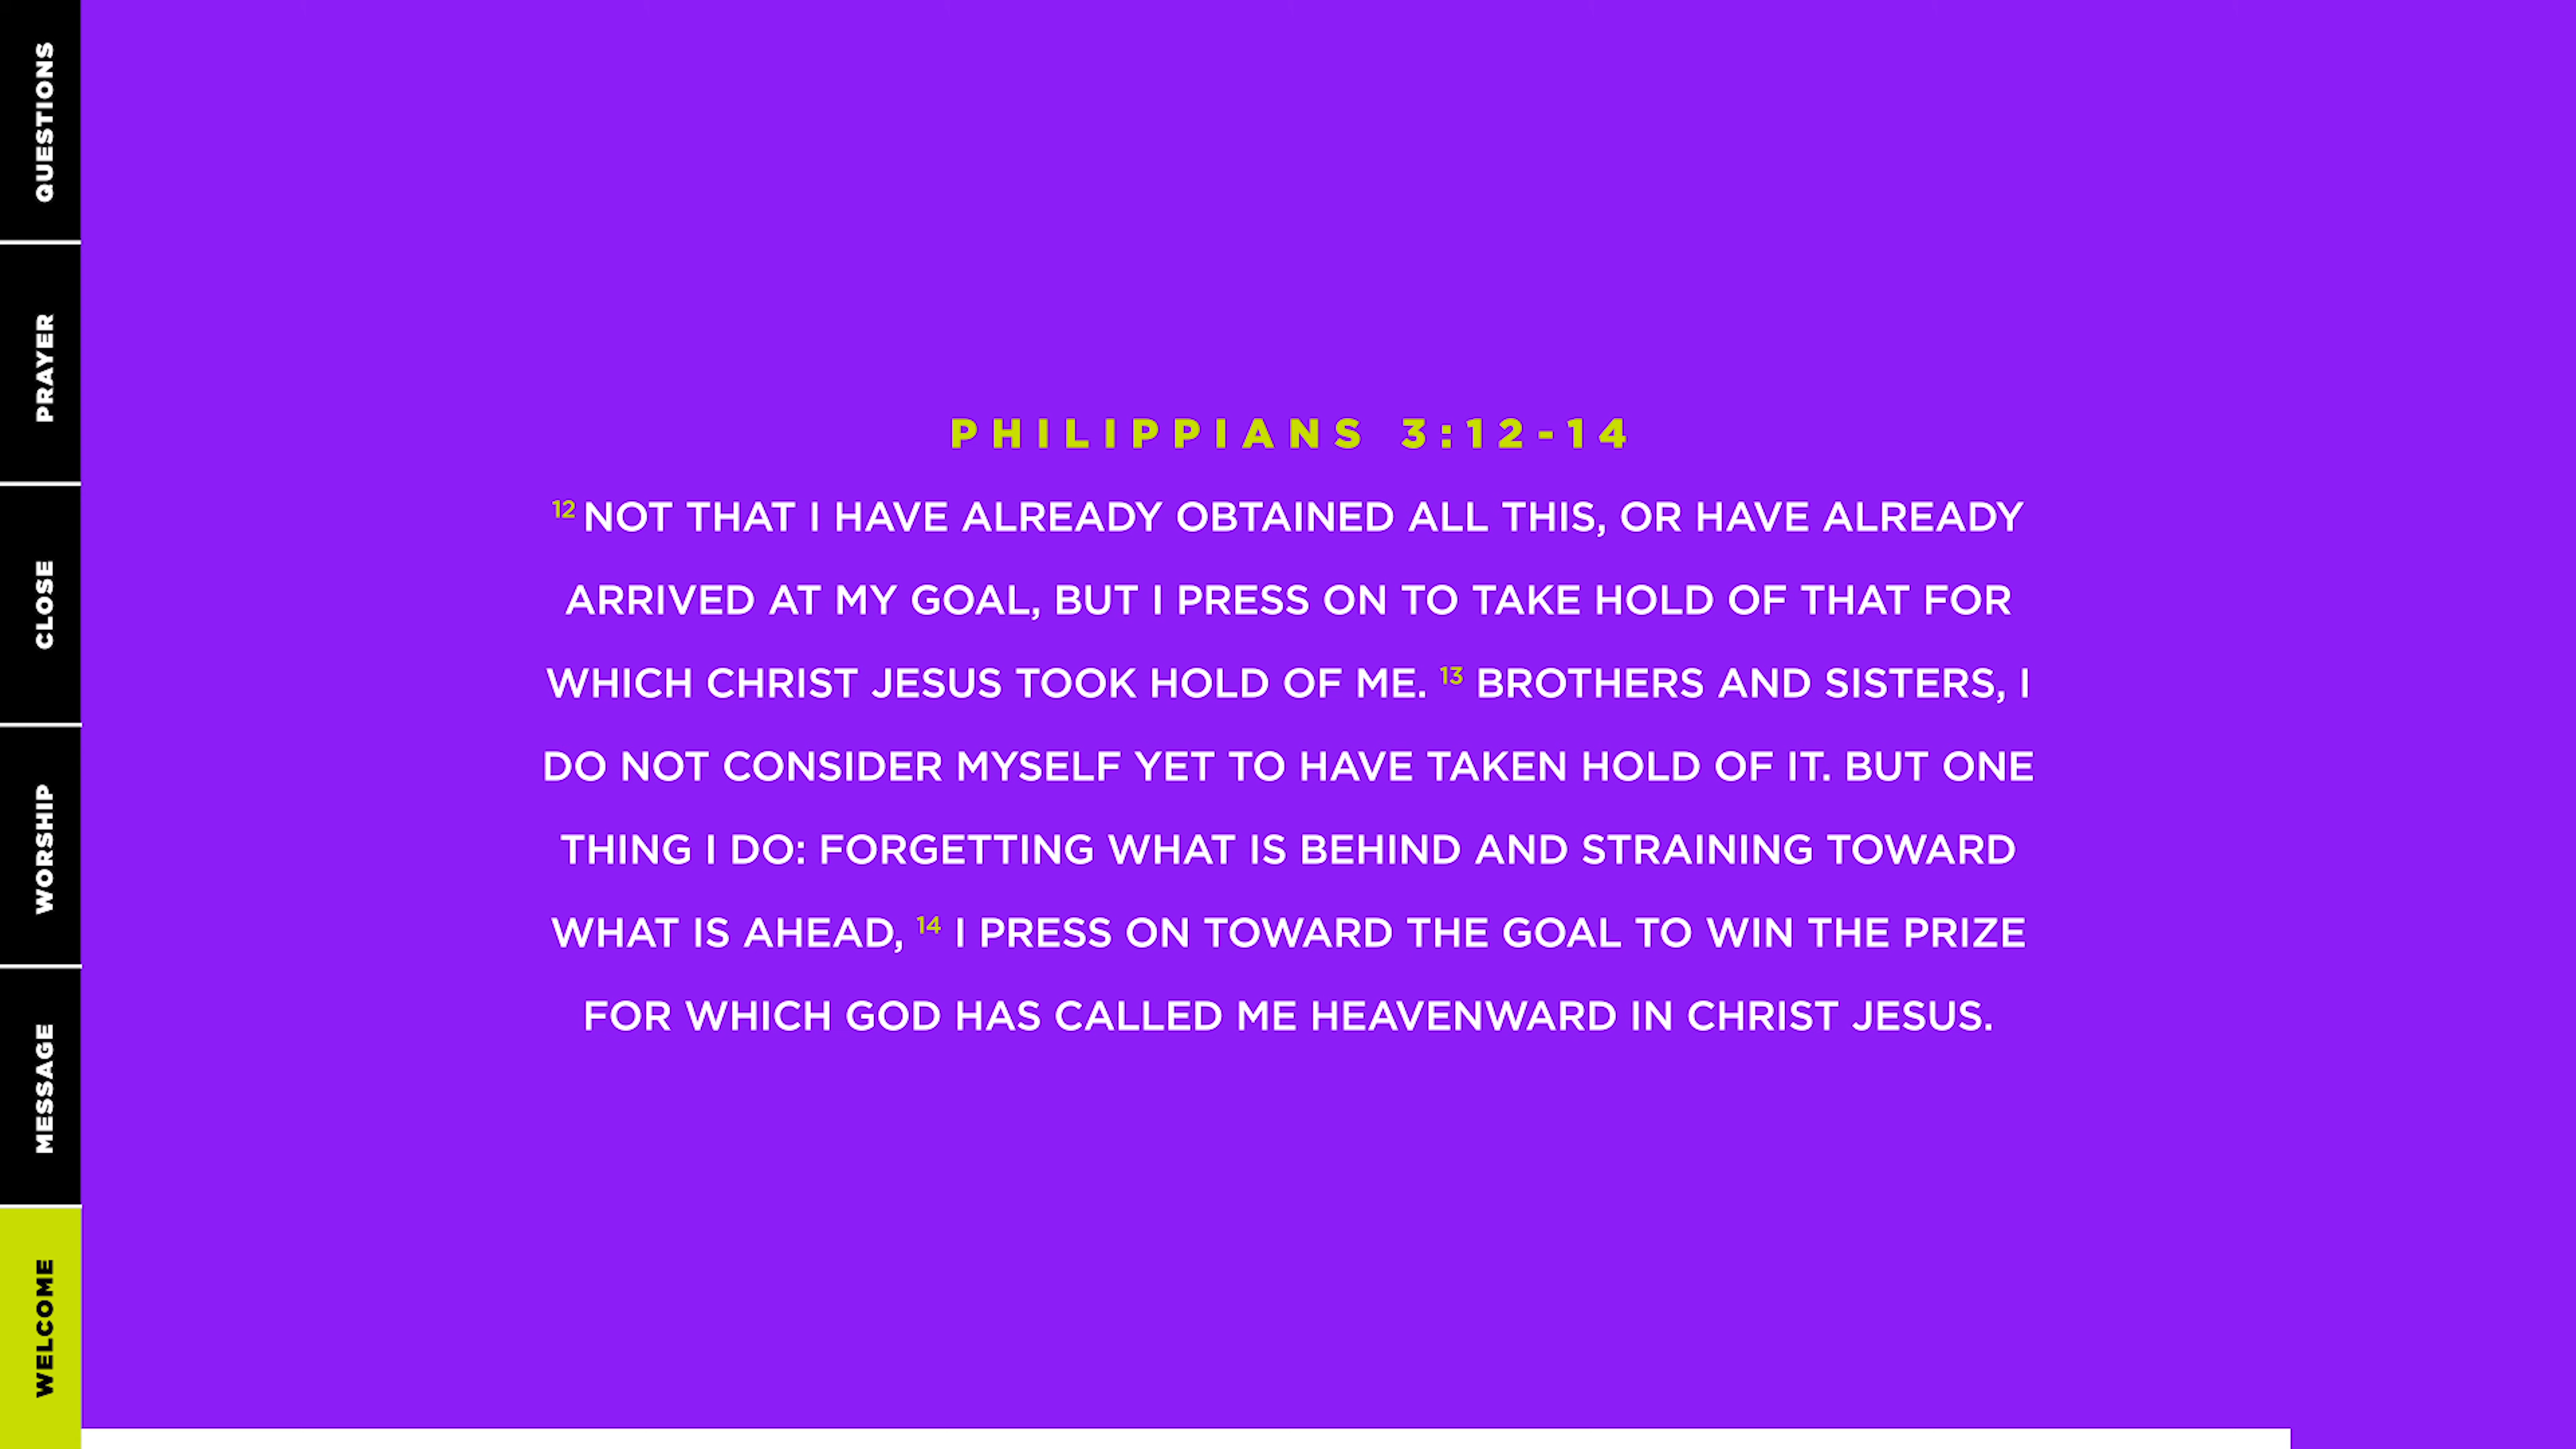 QUESTIONS
PRAYER
CLOSE
WORSHIP
MESSAGE
WELCOME
PHILIPPIANS 3:12-14
12 NOT THAT I HAVE ALREADY OBTAINED ALL THIS, OR HAVE ALREADY
ARRIVED AT MY GOAL, BUT I PRESS ON TO TAKE HOLD OF THAT FOR
WHICH CHRIST JESUS TOOK HOLD OF ME. 13 BROTHERS AND SISTERS, I
DO NOT CONSIDER MYSELF YET TO HAVE TAKEN HOLD OF IT. BUT ONE
THING I DO: FORGETTING WHAT IS BEHIND AND STRAINING TOWARD
WHAT IS AHEAD, 14 I PRESS ON TOWARD THE GOAL TO WIN THE PRIZE
FOR WHICH GOD HAS CALLED ME HEAVENWARD IN CHRIST JESUS.